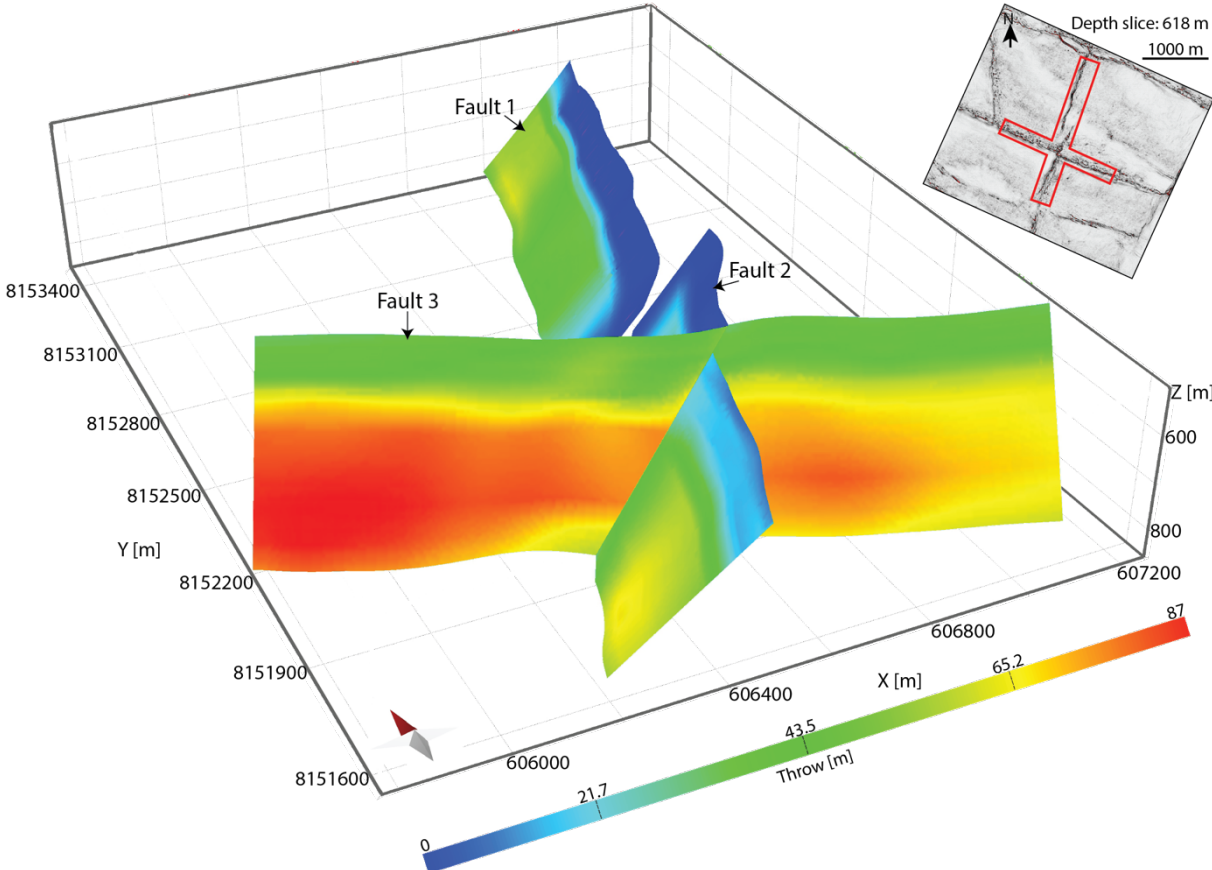 N
Depth slice: 618 m
1000 m
Fault 1
Fault 2
Fault 3
8153400
8153100
8152800
8152500
Y [m]
8152200
8151900
8151600
Z [m]
600
800
607200
606800
X [m]
606400
606000
87
65.2
43.5
Throw [m]
21.7
0